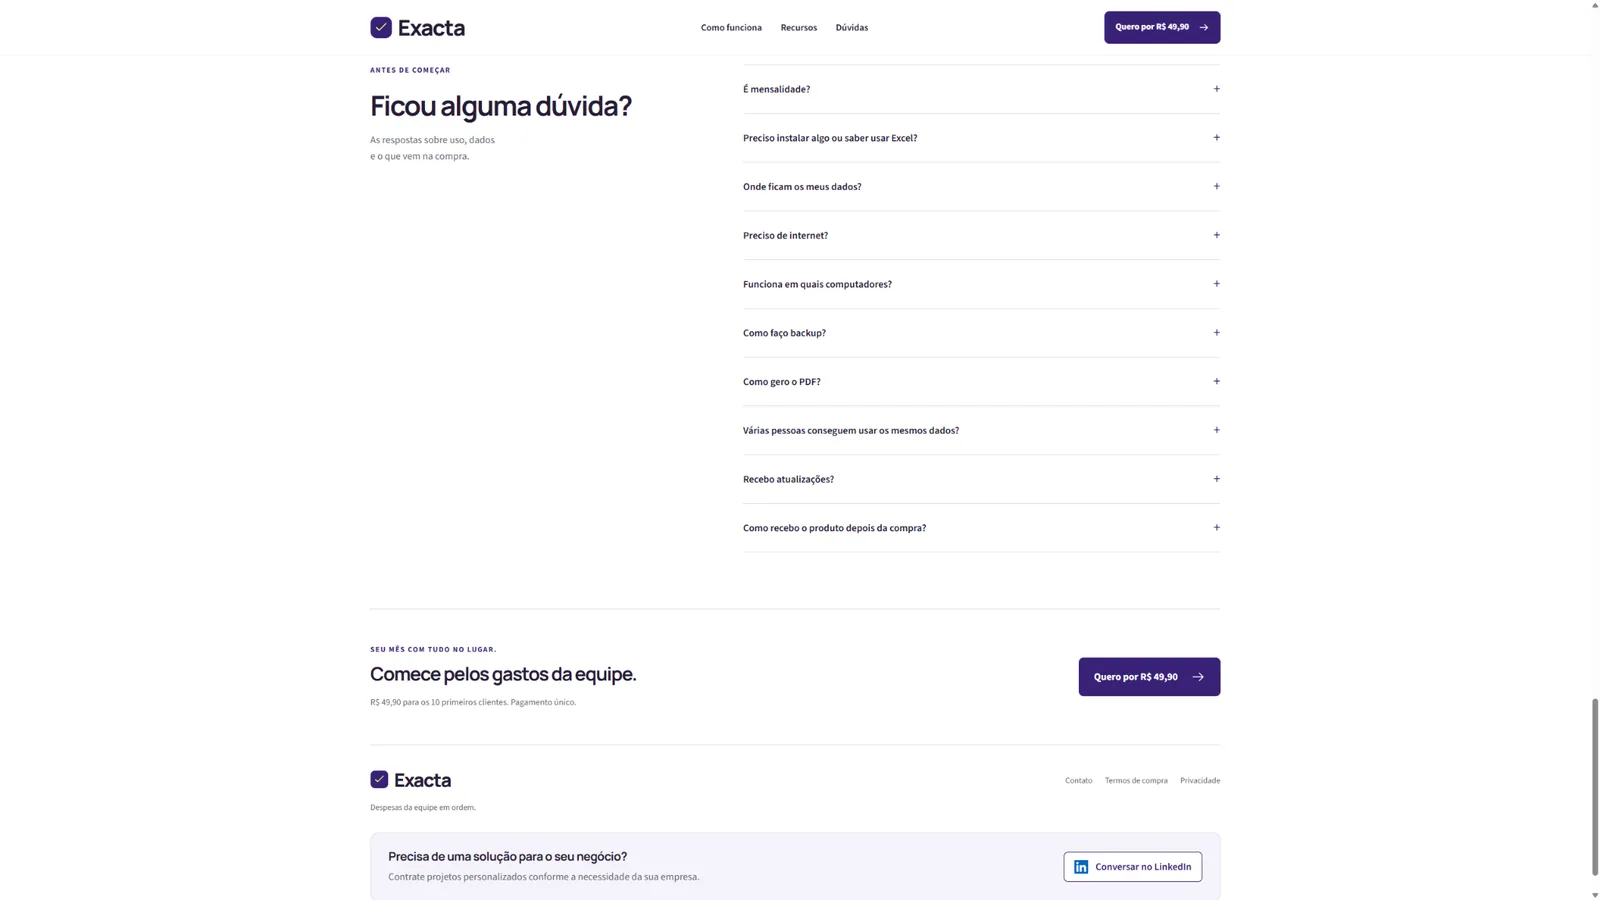 Exacta
Como funciona
Recursos
Dúvidas
Quero por R$ 49,90
ANTES DE COMEÇAR
Ficou alguma dúvida?
As respostas sobre uso, dados
e o que vem na compra.
É mensalidade?
Preciso instalar algo ou saber usar Excel?
Onde ficam os meus dados?
Preciso de internet?
Funciona em quais computadores?
Como faço backup?
Como gero o PDF?
Várias pessoas conseguem usar os mesmos dados?
Recebo atualizações?
Como recebo o produto depois da compra?
SEU MÊS COM TUDO NO LUGAR.
Comece pelos gastos da equipe.
R$ 49,90 para os 10 primeiros clientes. Pagamento único.
Quero por R$ 49,90
Exacta
Despesas da equipe em ordem.
Contato
Termos de compra
Privacidade
Precisa de uma solução para o seu negócio?
Contrate projetos personalizados conforme a necessidade da sua empresa.
in Conversar no LinkedIn